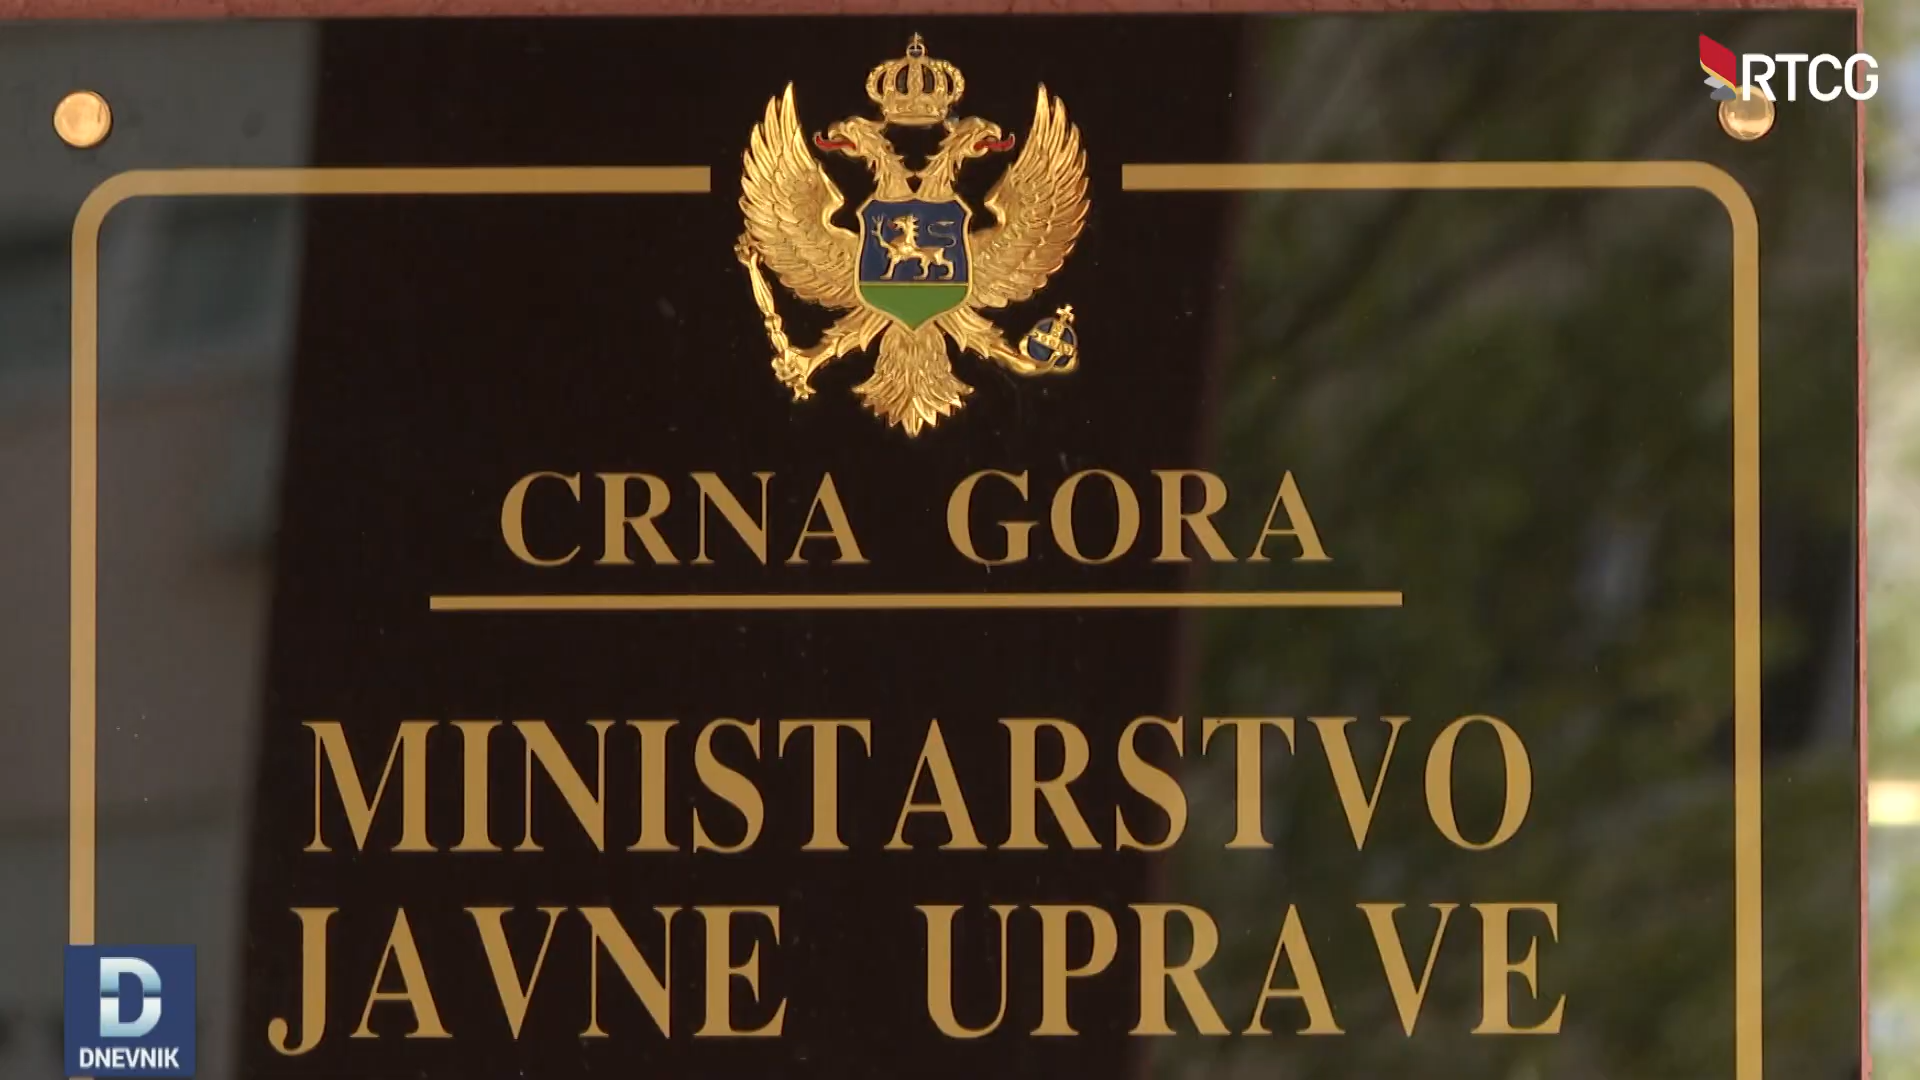 RTCG
CRNA GORA
MINISTARSTVO
JAVNE UPRAVE
D
DNEVNIK